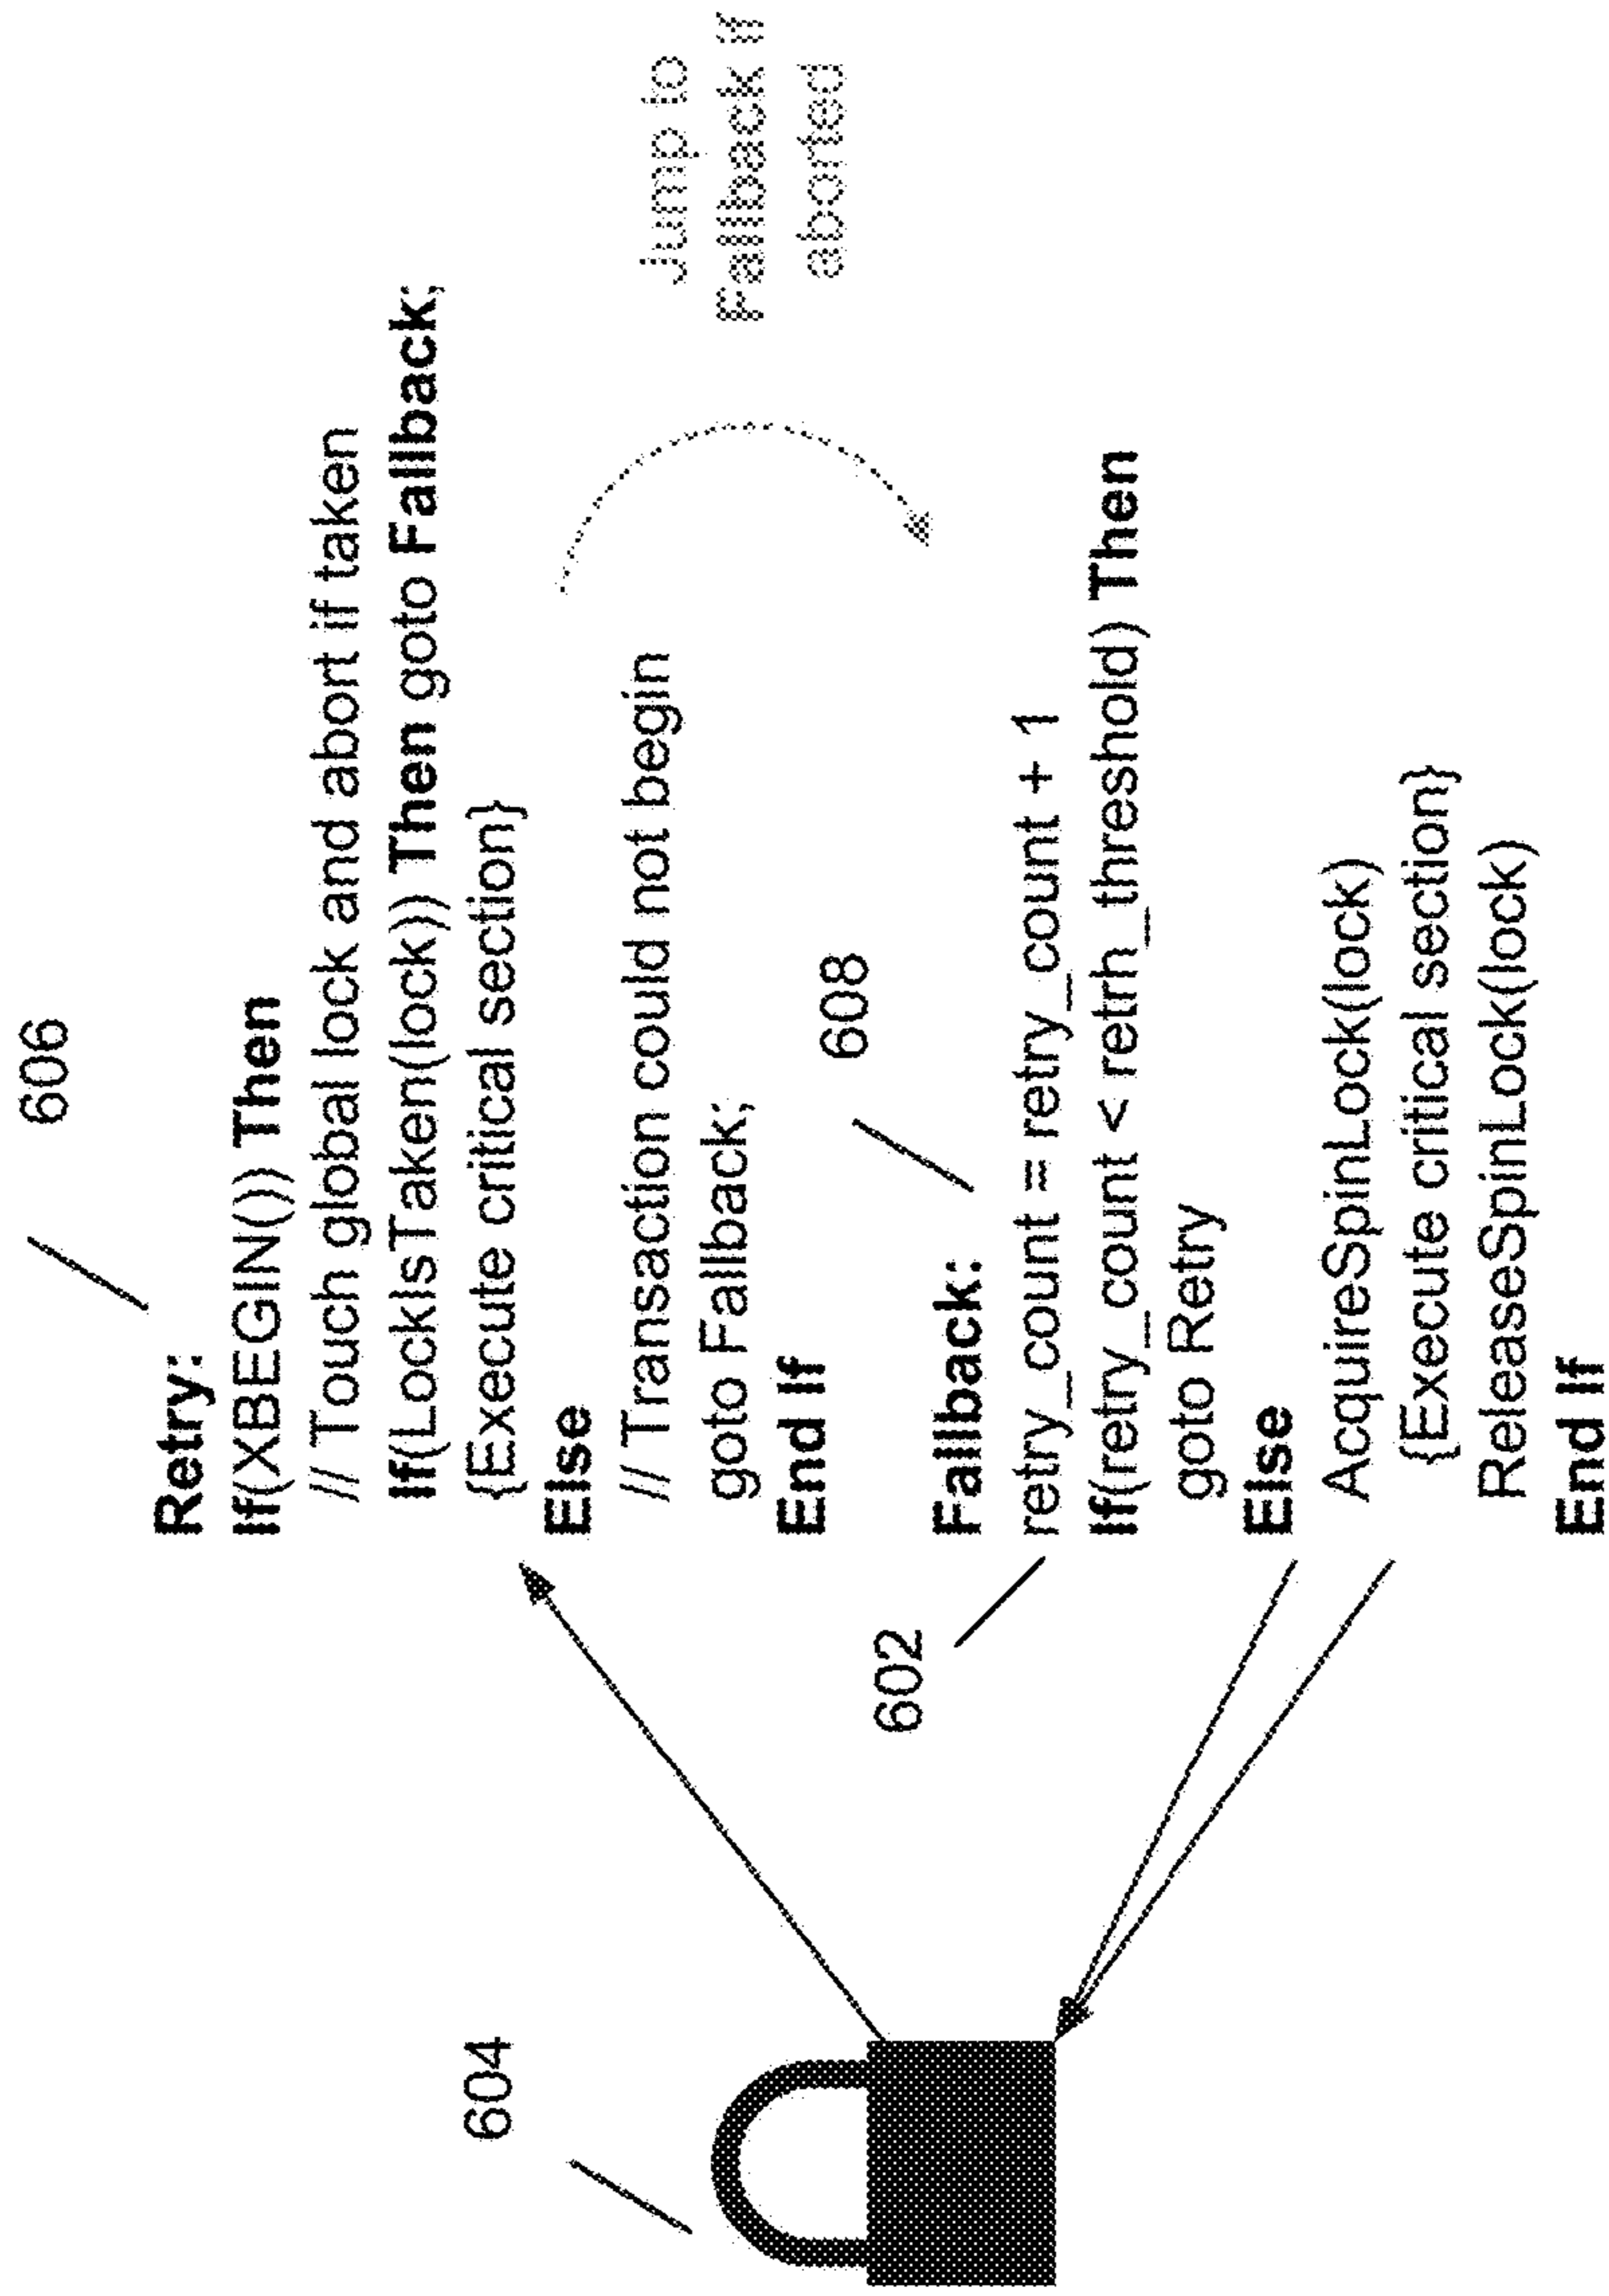 606
Retry:
If(XBEGIN()) Then
// Touch global lock and abort if taken
If(LockIsTaken(lock)) Then goto Fallback;
{Execute critical section}
Else
// Transaction could not begin
goto Fallback;
End If
Jump to
Fallback if
aborted
608
Fallback:
602
retry_count = retry_count + 1
If(retry_count < retrh_threshold) Then
goto Retry
Else
AcquireSpinLock(lock)
{Execute critical section}
ReleaseSpinLock(lock)
End If
604